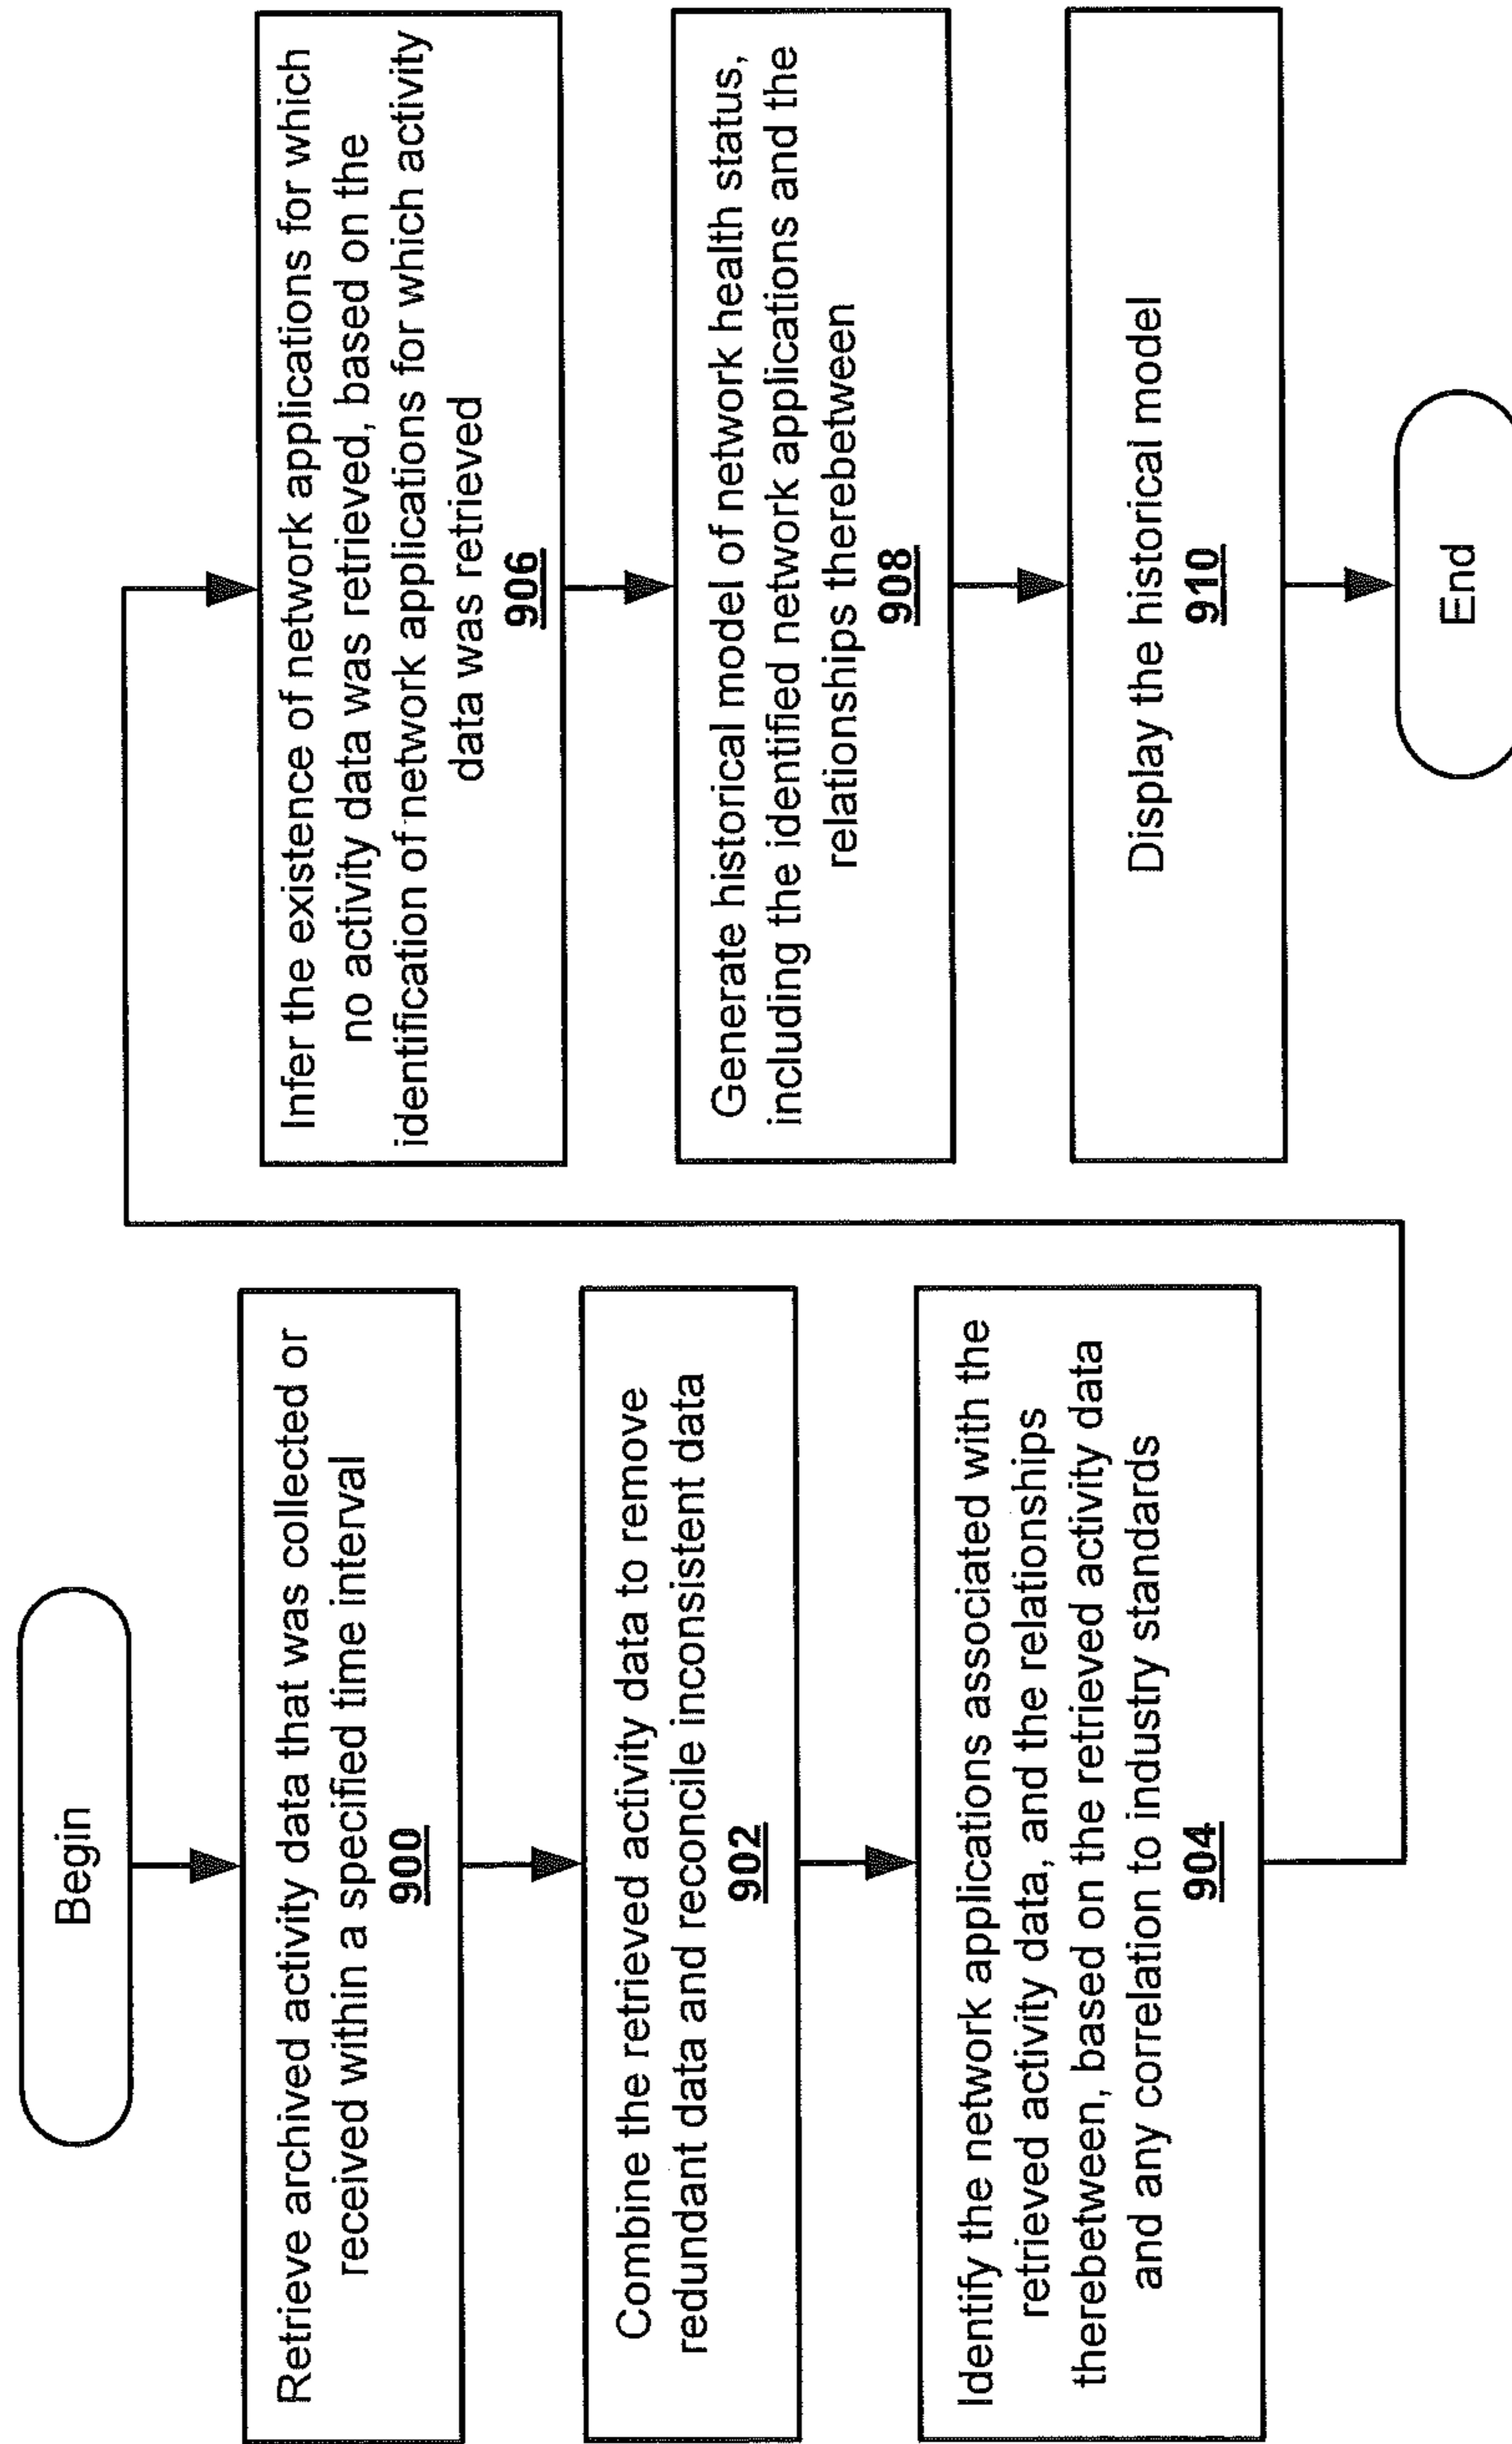 Begin
Retrieve archived activity data that was collected or
received within a specified time interval
900
Combine the retrieved activity data to remove
redundant data and reconcile inconsistent data
902
Identify the network applications associated with the
retrieved activity data, and the relationships
therebetween, based on the retrieved activity data
and any correlation to industry standards
904
Infer the existence of network applications for which
no activity data was retrieved, based on the
identification of network applications for which activity
data was retrieved
906
Generate historical model of network health status,
including the identified network applications and the
relationships therebetween
908
Display the historical model
910
End